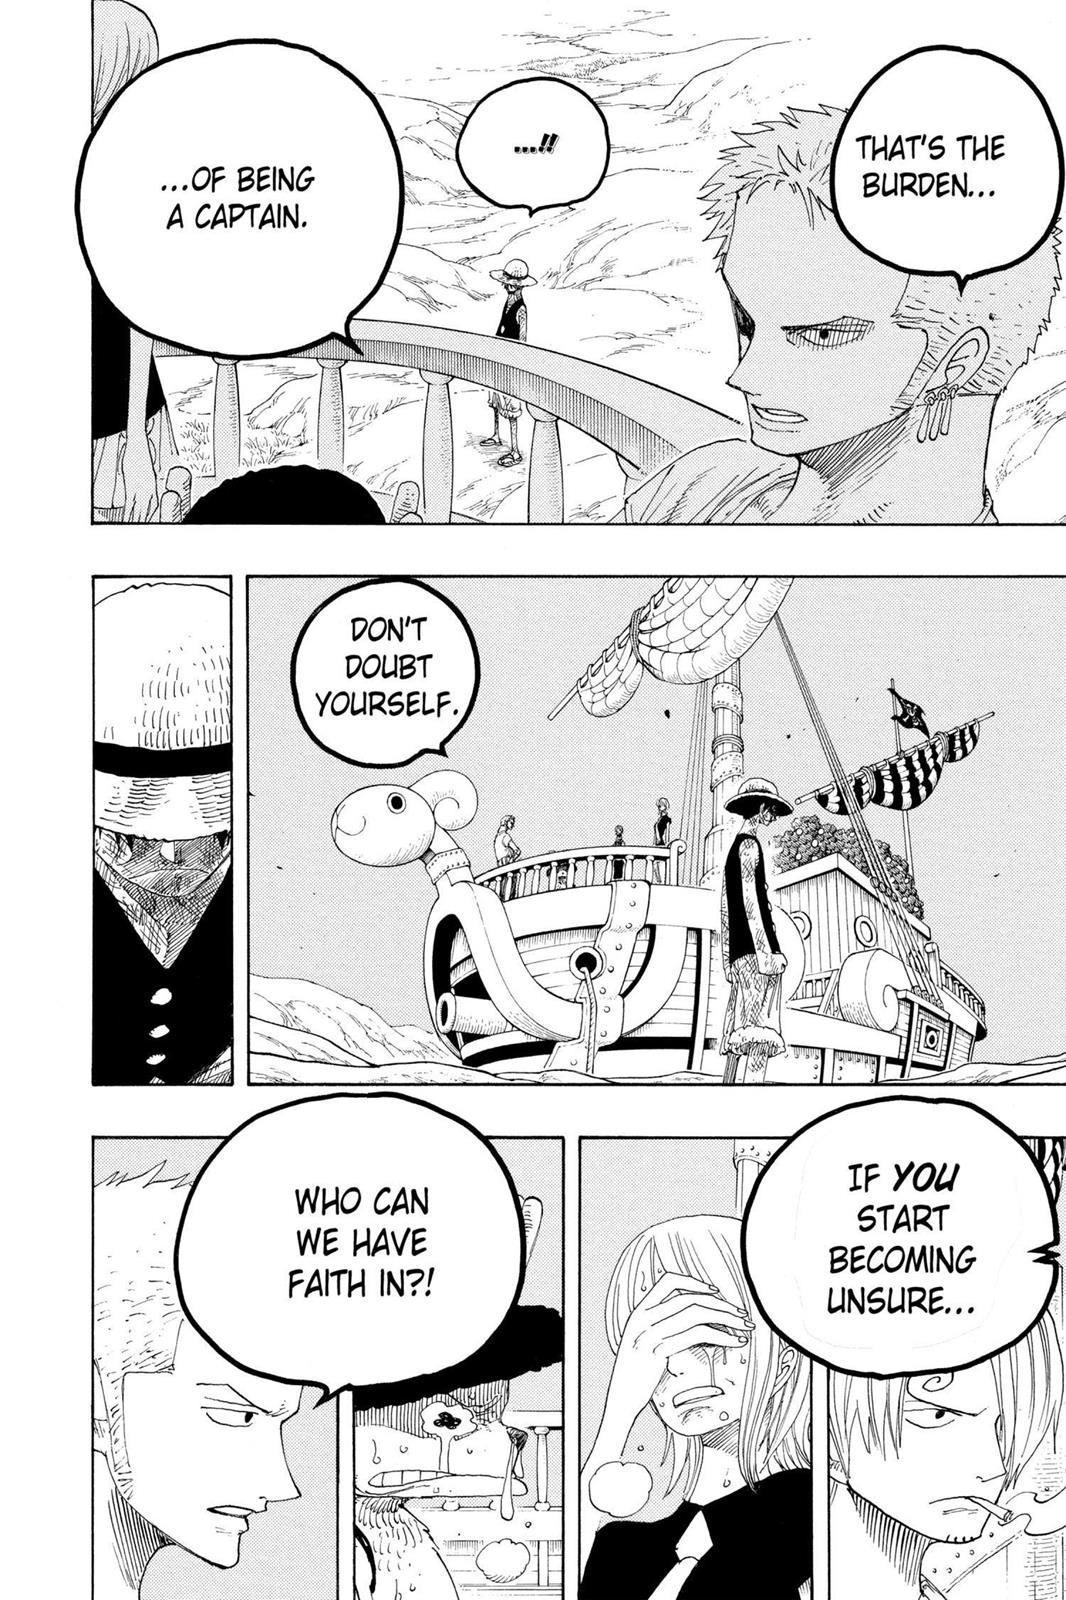 THAT'S THE
BURDEN...
...!!
...OF BEING
A CAPTAIN.
DON'T
DOUBT
YOURSELF.
IF YOU
START
BECOMING
UNSURE...
WHO CAN
WE HAVE
FAITH IN?!